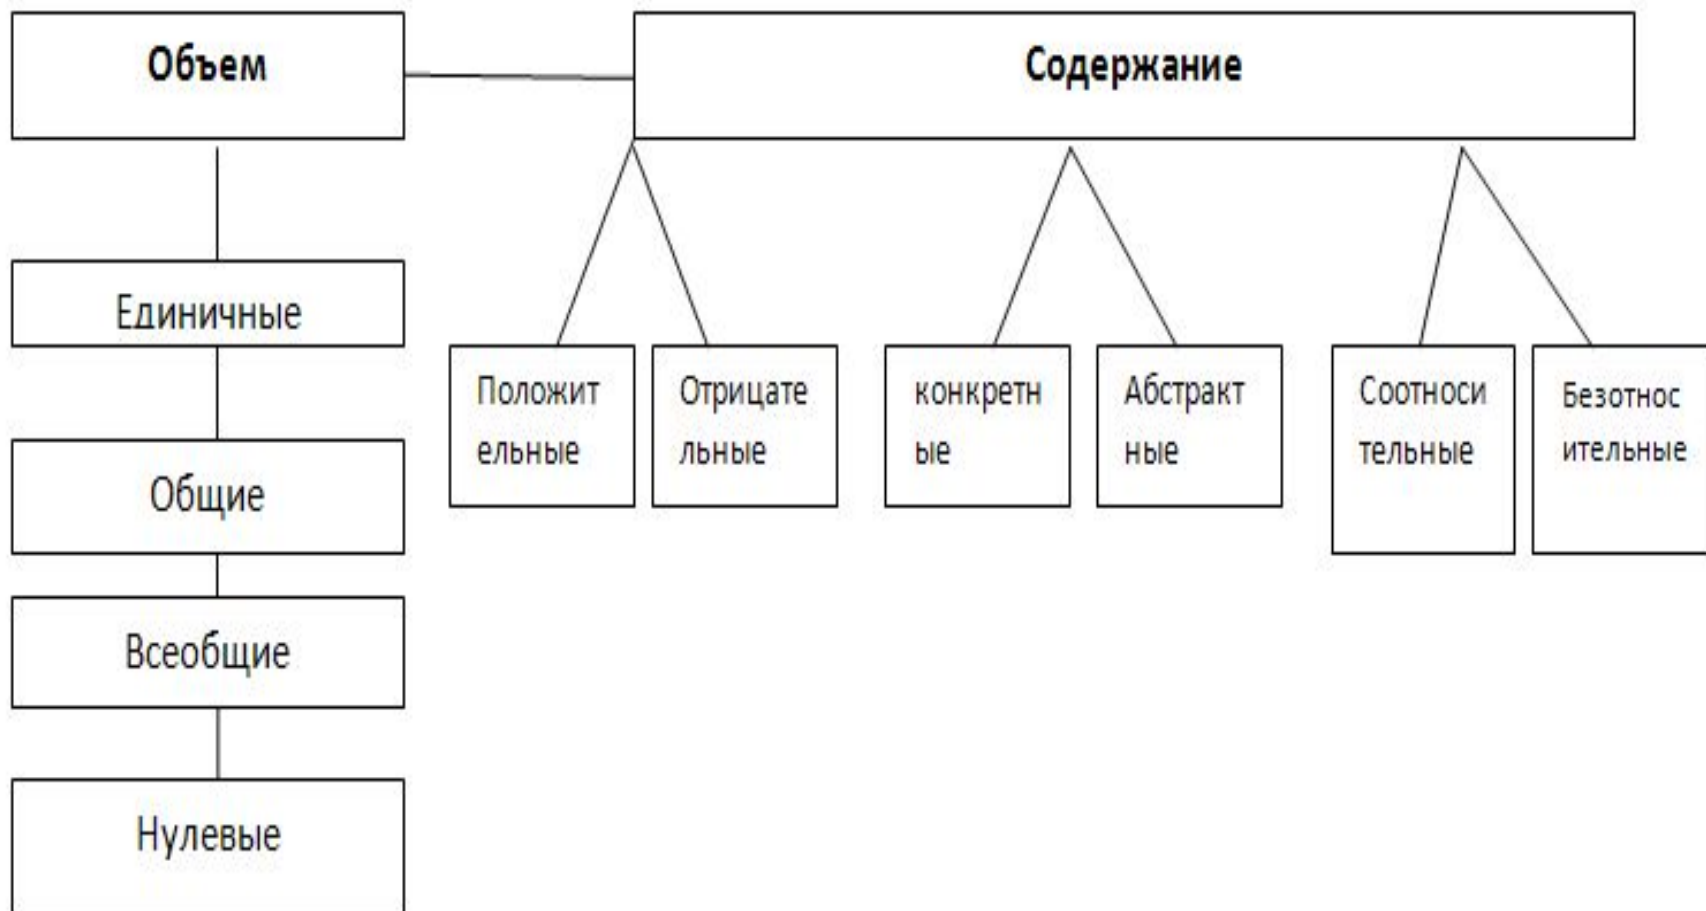 Объем
Содержание
Единичные
Общие
Всеобщие
Нулевые
Положит
ельные
Отрицате
льные
конкретн
ые
Абстракт
ные
Соотноси
тельные
Безотнос
ительные